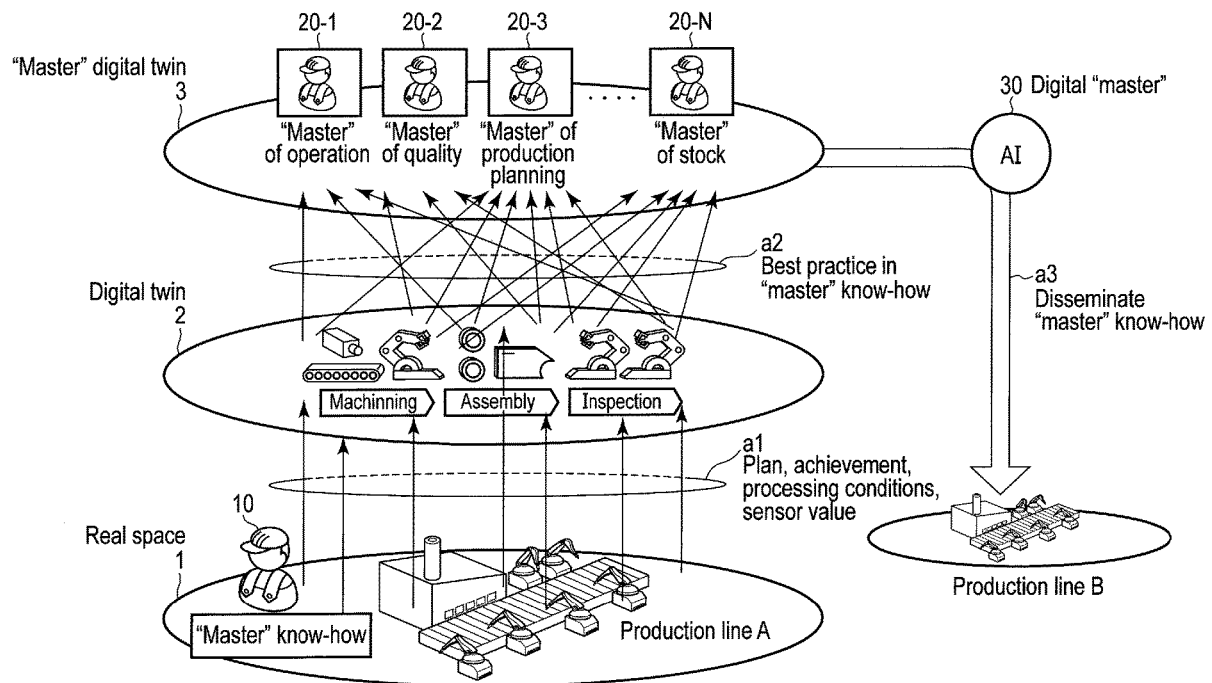 20-1
20-2
20-3
20-N
“Master” digital twin
3
. . . .
“Master”
of operation
“Master”
of quality
“Master” of
production
planning
“Master”
of stock
30 Digital “master”
AI
a2
Best practice in
“master” know-how
a3
Disseminate
“master” know-how
Digital twin
2
Machinning
Assembly
Inspection
a1
Plan, achievement,
processing conditions,
sensor value
10
Real space
1
“Master” know-how
Production line A
Production line B